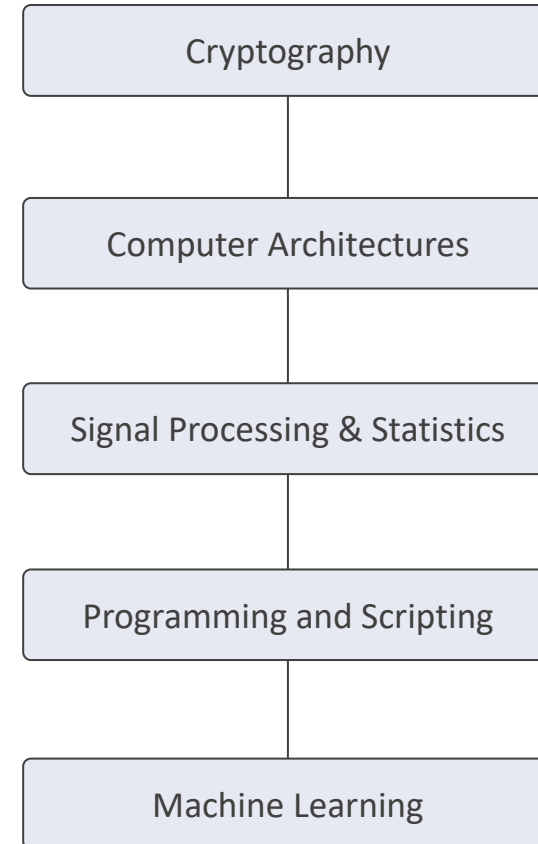 Cryptography
Computer Architectures
Signal Processing & Statistics
Programming and Scripting
Machine Learning